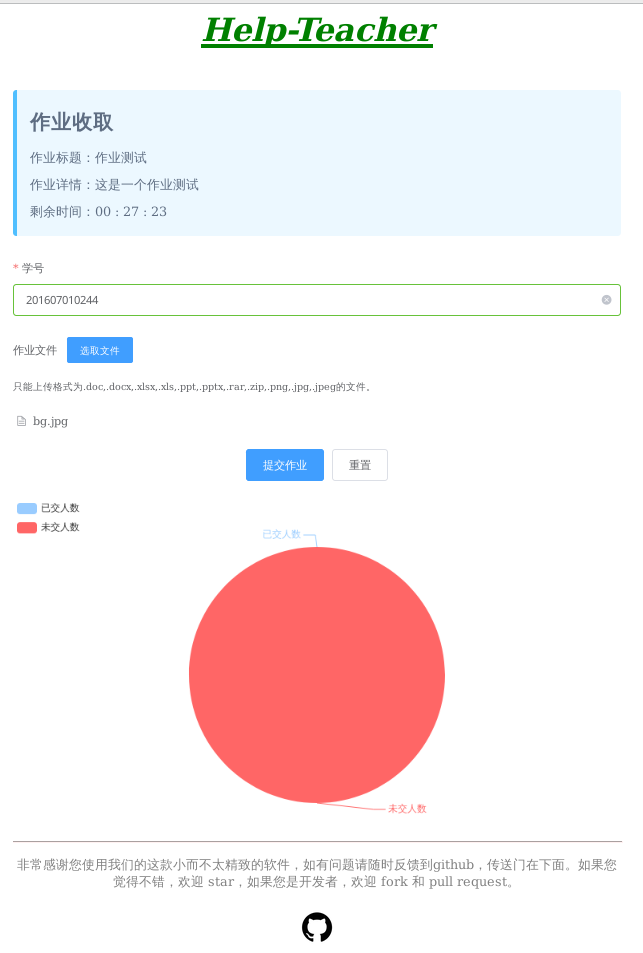 Help-Teacher
作业收取
作业标题：作业测试
作业详情：这是一个作业测试
剩余时间：00 : 27 : 23
* 学号
201607010244
作业文件 选取文件
只能上传格式为.doc,.docx,.xlsx,.xls,.ppt,.pptx,.rar,.zip,.png,.jpg,.jpeg的文件。
bg.jpg
提交作业 重置
已交人数
未交人数
已交人数
未交人数
非常感谢您使用我们的这款小而不太精致的软件，如有问题请随时反馈到github，传送门在下面。如果您
觉得不错，欢迎 star，如果您是开发者，欢迎 fork 和 pull request。